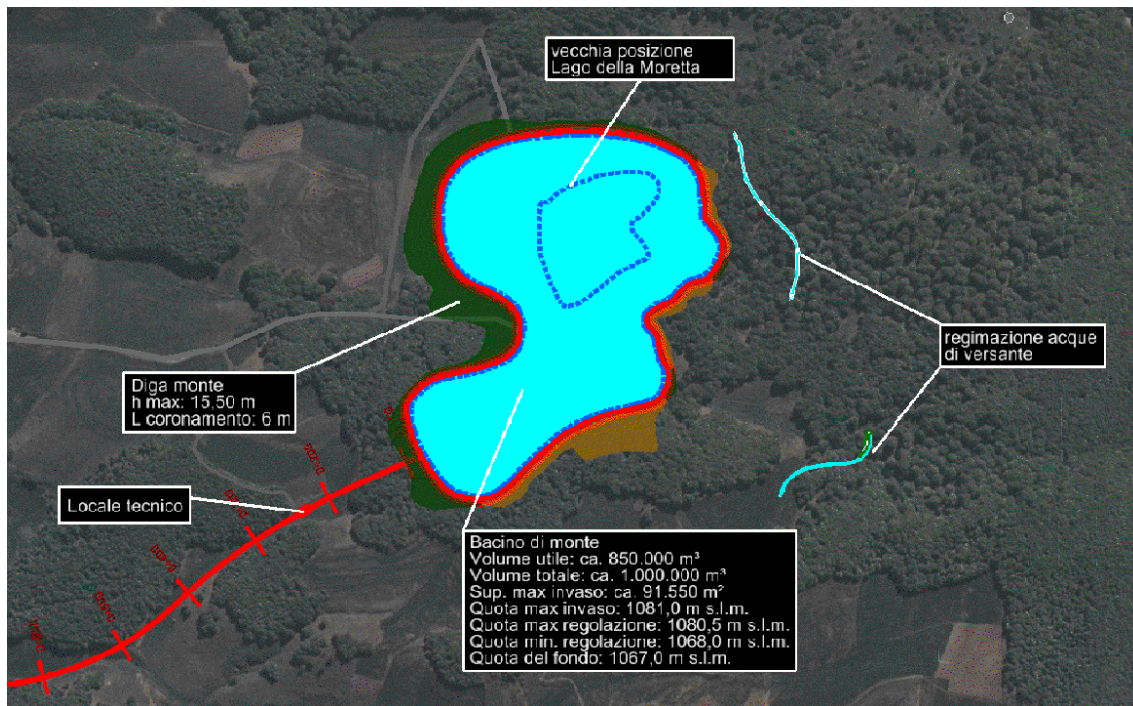 vecchia posizione
Lago della Moretta
regimazione acque
di versante
Diga monte
h max: 15,50 m
L coronamento: 6 m
Locale tecnico
Bacino di monte
Volume utile: ca. 850.000 m³
Volume totale: ca. 1.000.000 m³
Sup. max invaso: ca. 91.550 m²
Quota max invaso: 1081,0 m s.l.m.
Quota max regolazione: 1080,5 m s.l.m.
Quota min. regolazione: 1068,0 m s.l.m.
Quota del fondo: 1067,0 m s.l.m.